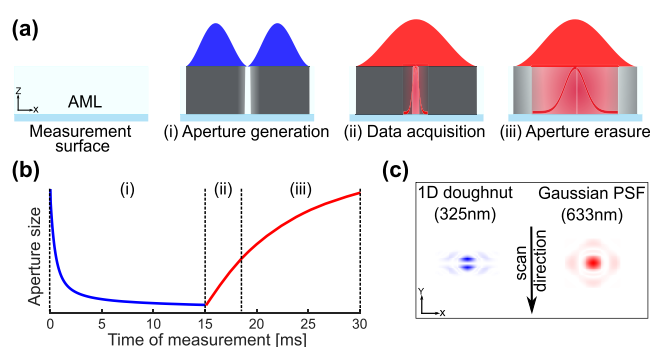 (a)
Z
x
AML
Measurement
surface
(i) Aperture generation
(ii) Data acquisition
(iii) Aperture erasure
(b)
(i)
(ii)
(iii)
Aperture size
0
5
10
15
20
25
30
Time of measurement [ms]
(c)
1D doughnut
(325nm)
Gaussian PSF
(633nm)
scan
direction
Y
x